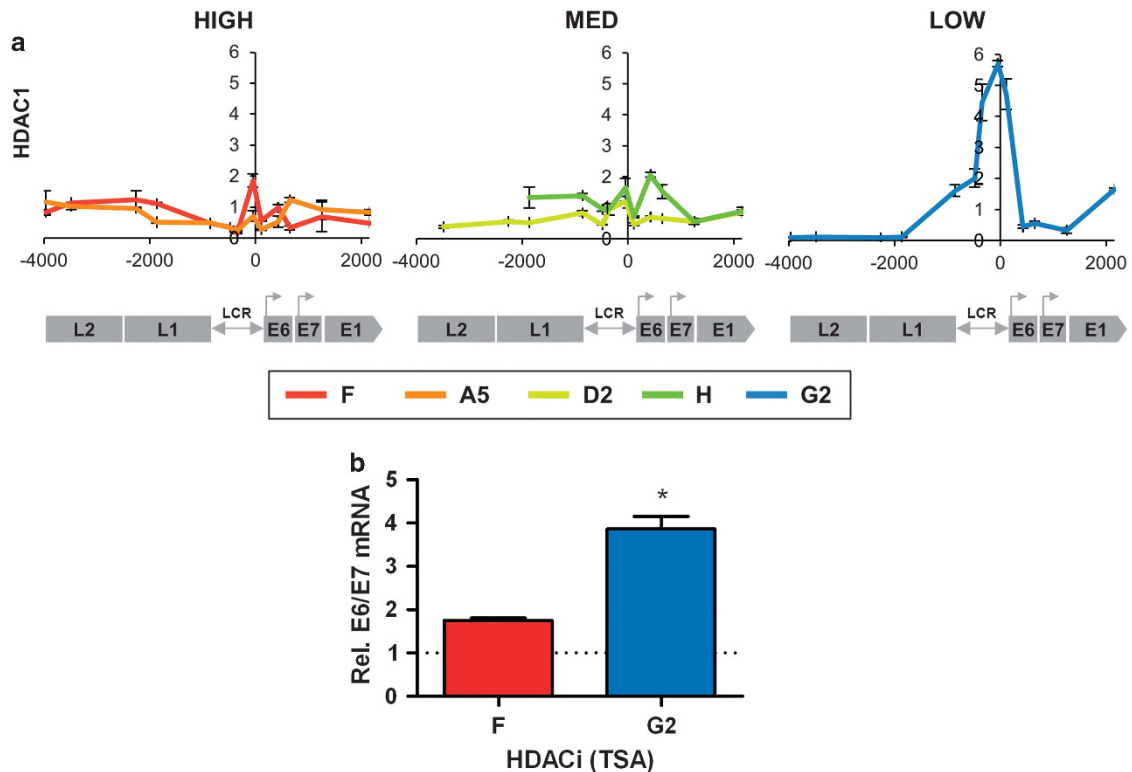 HIGH MED LOW
a
HDAC1
6 6 6
5 5 5
4 4 4
3 3 3
2 2 2
1 1 1
0 0 0
-4000 -2000 0 2000 -4000 -2000 0 2000 -4000 -2000 0 2000
LCR LCR LCR
L2 L1 E6 E7 E1 L2 L1 E6 E7 E1 L2 L1 E6 E7 E1
F A5 D2 H G2
b
Rel. E6/E7 mRNA
5
4
3
2
1
0
*
F G2
HDACi (TSA)